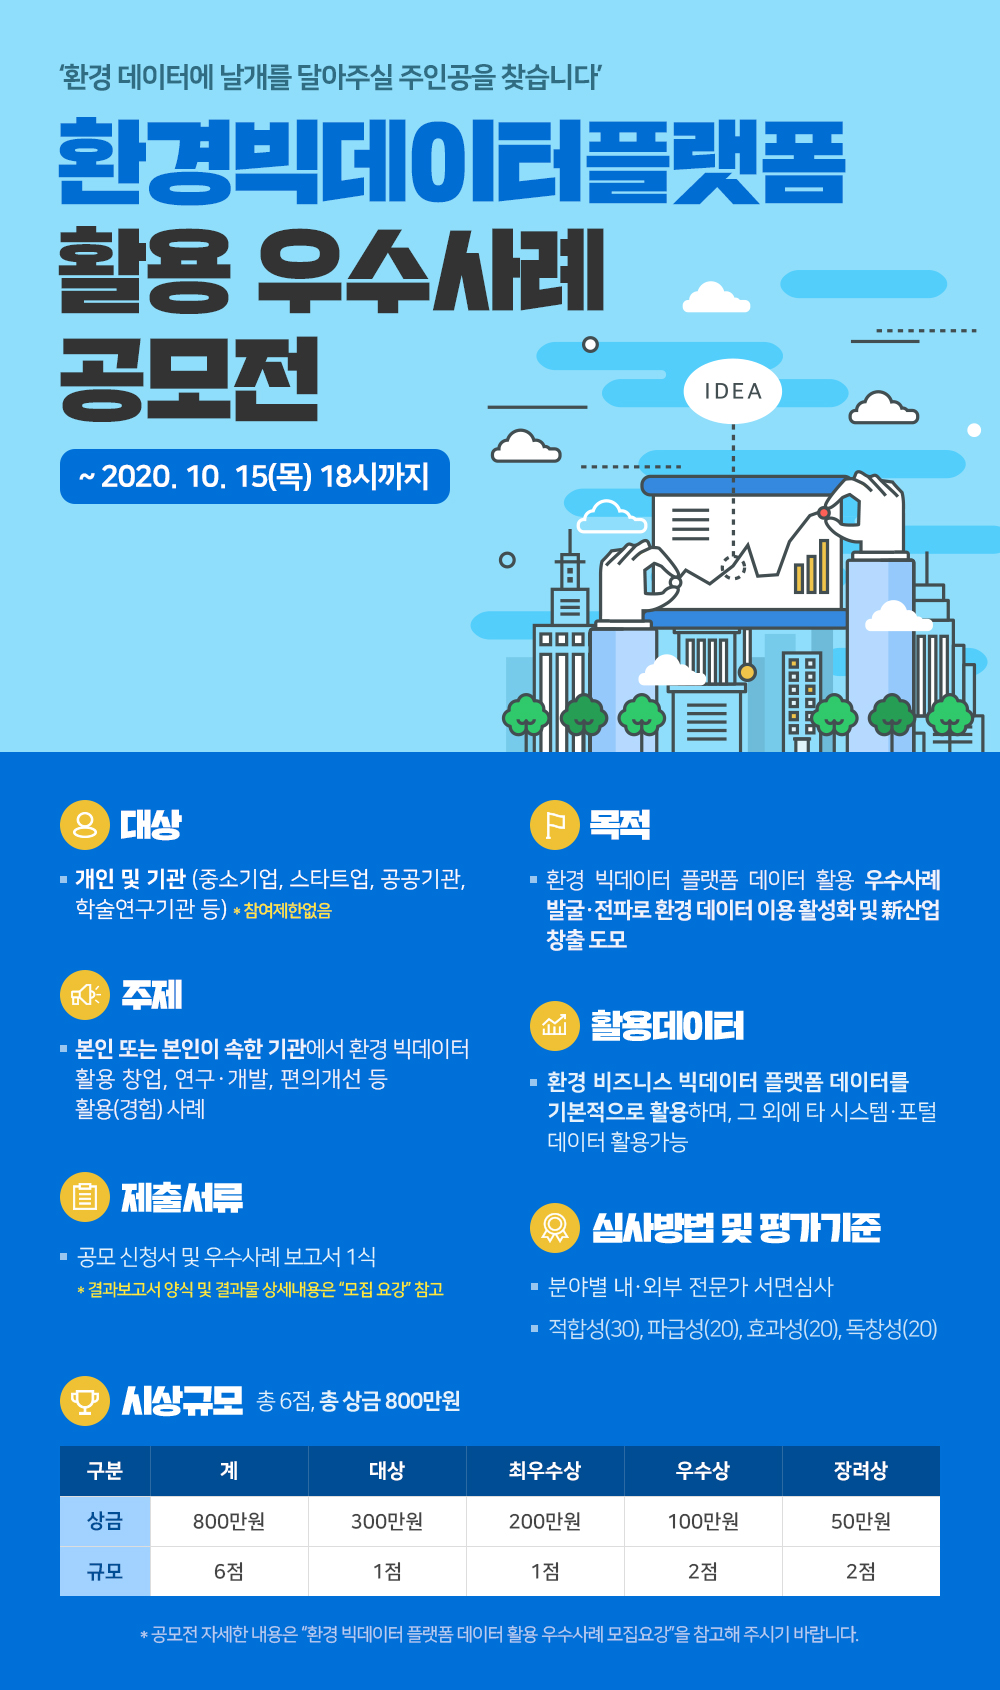 ‘환경 데이터에 날개를 달아주실 주인공을 찾습니다’
환경빅데이터플랫폼
활용 우수사례
공모전
~ 2020. 10. 15(목) 18시까지
IDEA
대상
개인 및 기관 (중소기업, 스타트업, 공공기관,
학술연구기관 등) * 참여제한없음
주제
본인 또는 본인이 속한 기관에서 환경 빅데이터
활용 창업, 연구·개발, 편의개선 등
활용(경험) 사례
제출서류
공모 신청서 및 우수사례 보고서 1식
* 결과보고서 양식 및 결과물 상세내용은 “모집 요강” 참고
목적
환경 빅데이터 플랫폼 데이터 활용 우수사례
발굴·전파로 환경 데이터 이용 활성화 및 新산업
창출 도모
활용데이터
환경 비즈니스 빅데이터 플랫폼 데이터를
기본적으로 활용하며, 그 외에 타 시스템·포털
데이터 활용가능
심사방법 및 평가기준
분야별 내·외부 전문가 서면심사
적합성(30), 파급성(20), 효과성(20), 독창성(20)
시상규모 총 6점, 총 상금 800만원
구분 계 대상 최우수상 우수상 장려상
상금 800만원 300만원 200만원 100만원 50만원
규모 6점 1점 1점 2점 2점
* 공모전 자세한 내용은 “환경 빅데이터 플랫폼 데이터 활용 우수사례 모집요강”을 참고해 주시기 바랍니다.